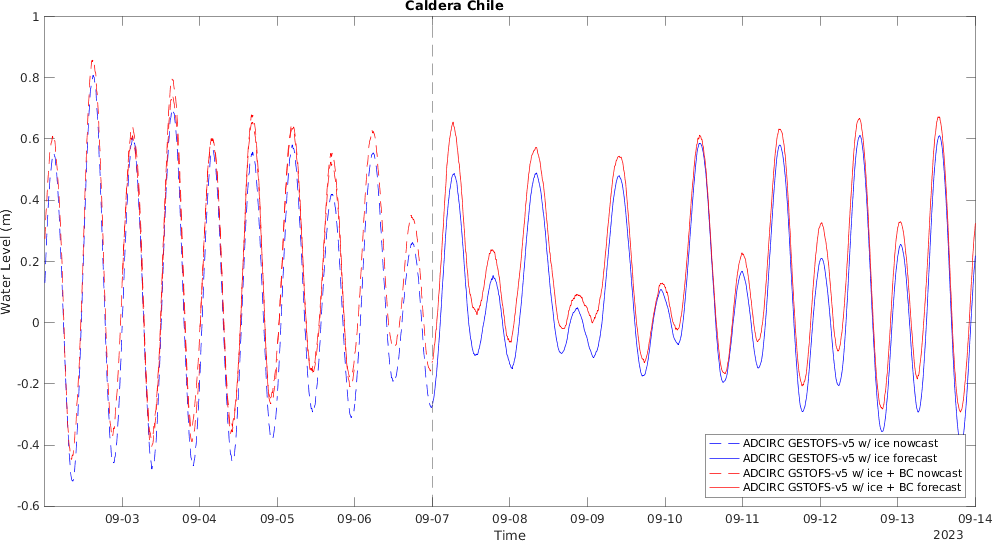 Caldera Chile
1
0.8
0.6
0.4
0.2
0
-0.2
-0.4
-0.6
Water Level (m)
09-03 09-04 09-05 09-06 09-07 09-08 09-09 09-10 09-11 09-12 09-13 09-14
Time
2023
ADCIRC GESTOFS-v5 w/ ice nowcast
ADCIRC GESTOFS-v5 w/ ice forecast
ADCIRC GSTOFS-v5 w/ ice + BC nowcast
ADCIRC GSTOFS-v5 w/ ice + BC forecast